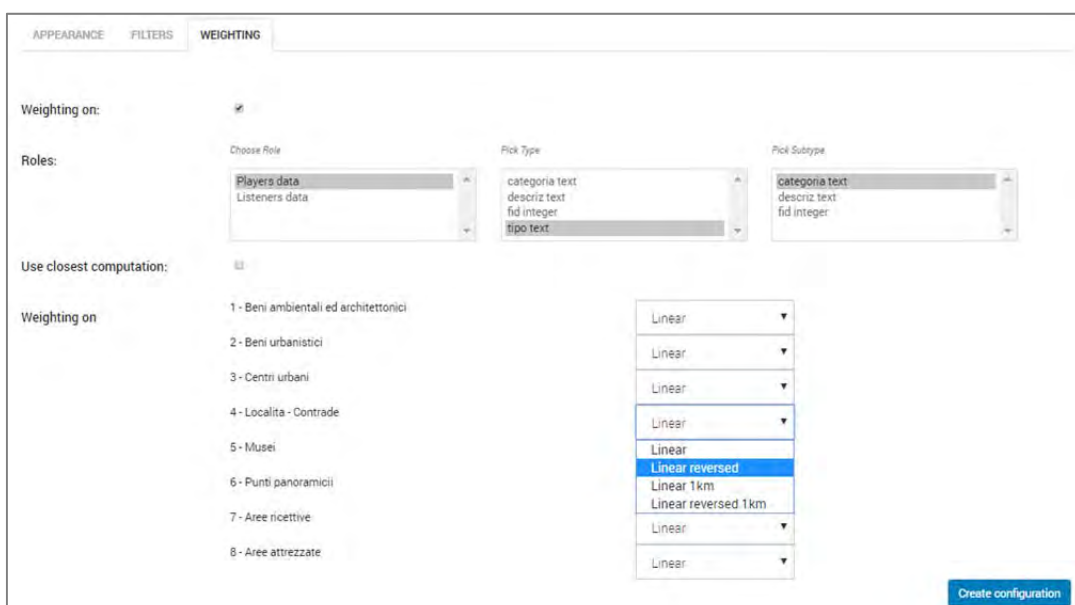 APPEARANCE FILTERS WEIGHTING
Weighting on:
Roles:
Choose Role
Players data
Listeners data
Pick Type
categoria text
descriz text
fid integer
tipo text
Pick Subtype
categoria text
descriz text
fid integer
Use closest computation:
Weighting on
1 - Beni ambientali ed architettonici Linear
2 - Beni urbanistici Linear
3 - Centri urbani Linear
4 - Localita - Contrade Linear
Linear
Linear reversed
Linear 1km
Linear reversed 1km
5 - Musei
6 - Punti panoramicii
7 - Aree ricettive Linear
8 - Aree attrezzate Linear
Create configuration